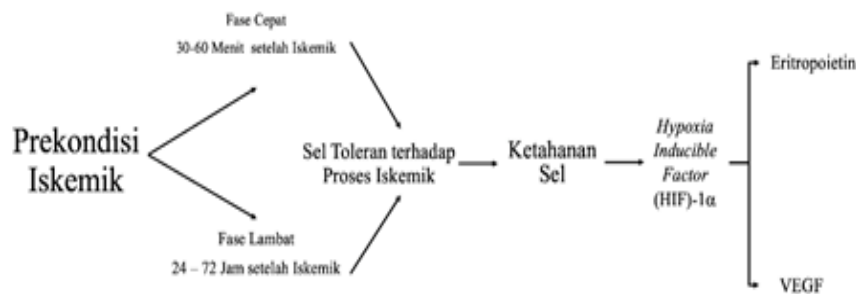 Fase Cepat
30-60 Menit setelah Iskemik
Prekondisi
Iskemik
Fase Lambat
24 – 72 Jam setelah Iskemik
Sel Toleran terhadap
Proses Iskemik
Ketahanan
Sel
Hypoxia
Inducible
Factor
(HIF)-1α
Eritropoietin
VEGF